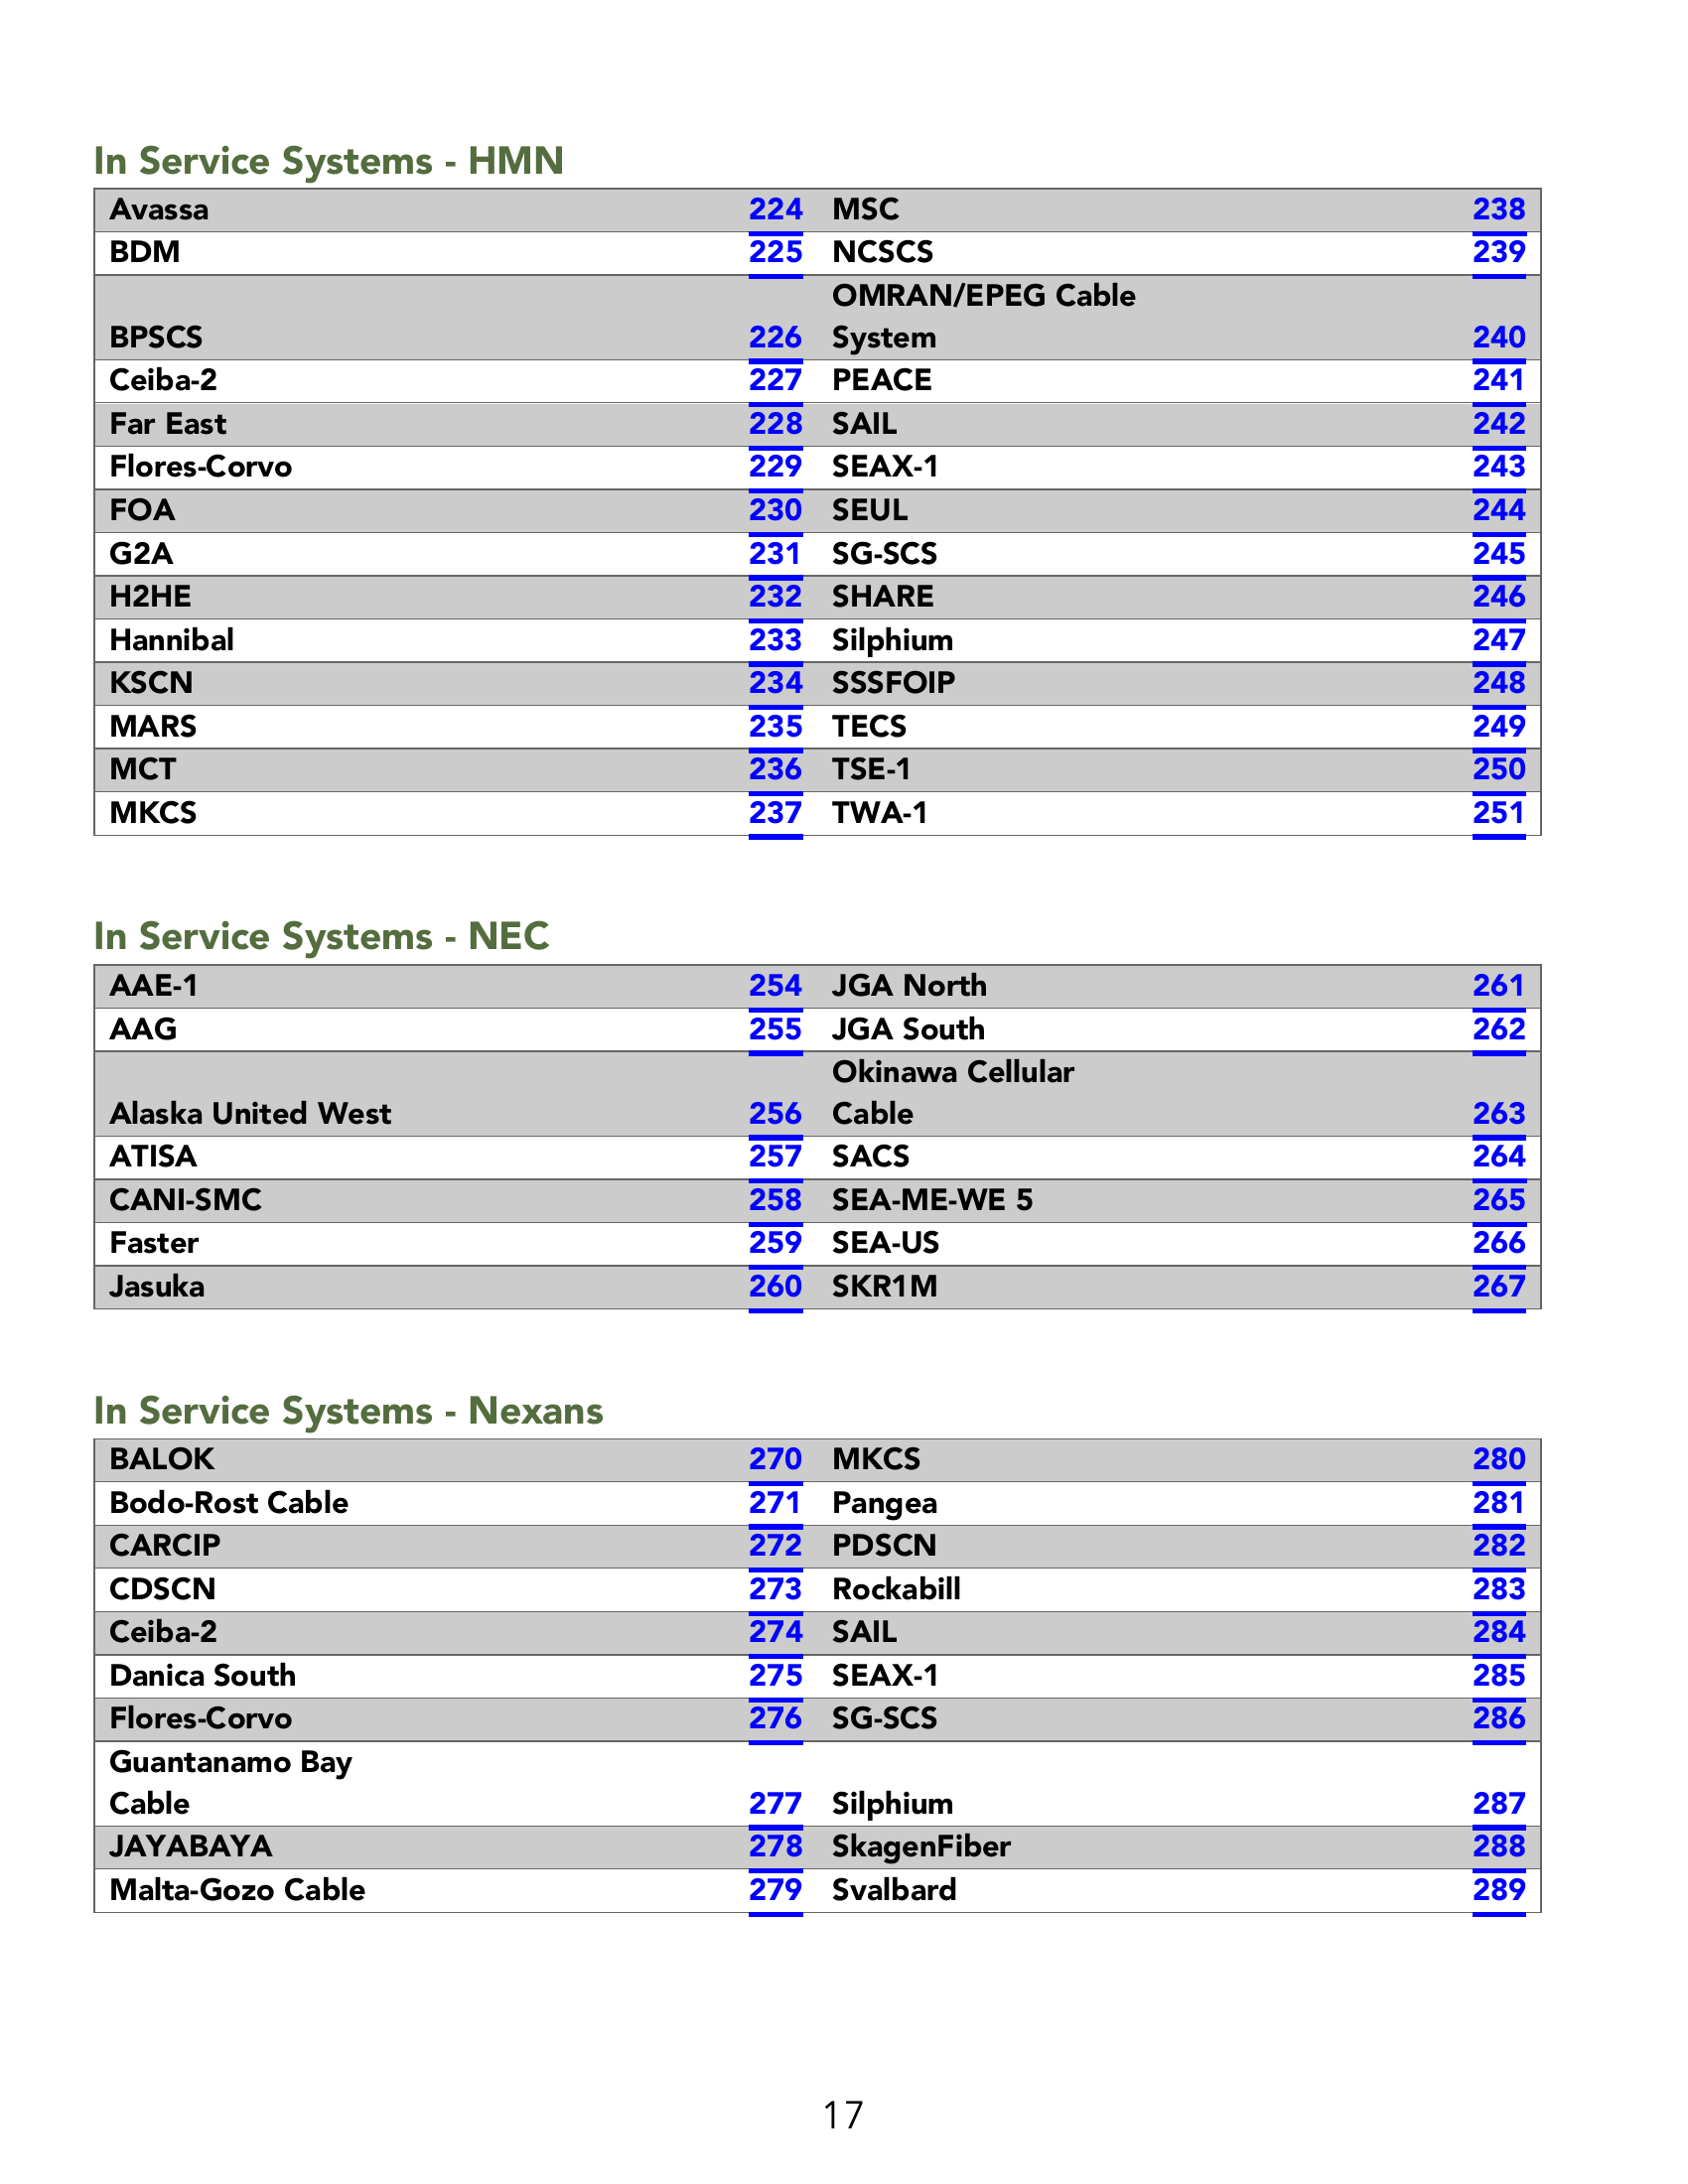 In Service Systems - HMN
Avassa 224 MSC 238
BDM 225 NCSCS 239
OMRAN/EPEG Cable
BPSCS 226 System 240
Ceiba-2 227 PEACE 241
Far East 228 SAIL 242
Flores-Corvo 229 SEAX-1 243
FOA 230 SEUL 244
G2A 231 SG-SCS 245
H2HE 232 SHARE 246
Hannibal 233 Silphium 247
KSCN 234 SSSFOIP 248
MARS 235 TECS 249
MCT 236 TSE-1 250
MKCS 237 TWA-1 251
In Service Systems - NEC
AAE-1 254 JGA North 261
AAG 255 JGA South 262
Okinawa Cellular
Alaska United West 256 Cable 263
ATISA 257 SACS 264
CANI-SMC 258 SEA-ME-WE 5 265
Faster 259 SEA-US 266
Jasuka 260 SKR1M 267
In Service Systems - Nexans
BALOK 270 MKCS 280
Bodo-Rost Cable 271 Pangea 281
CARCIP 272 PDSCN 282
CDSCN 273 Rockabill 283
Ceiba-2 274 SAIL 284
Danica South 275 SEAX-1 285
Flores-Corvo 276 SG-SCS 286
Guantanamo Bay
Cable 277 Silphium 287
JAYABAYA 278 SkagenFiber 288
Malta-Gozo Cable 279 Svalbard 289
17